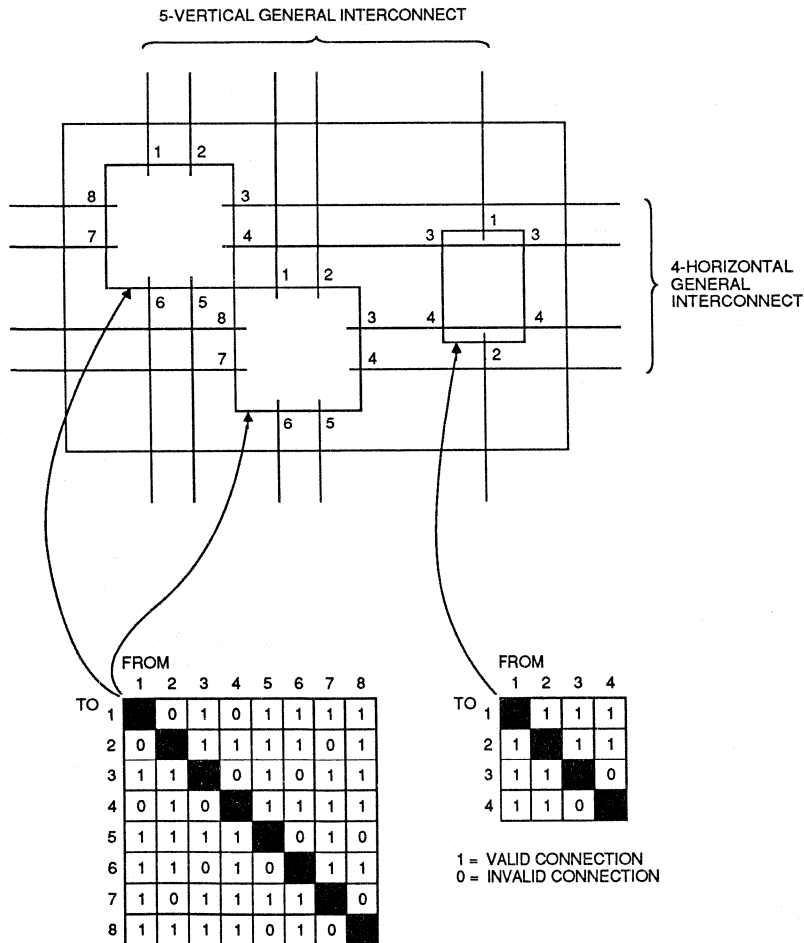 5-VERTICAL GENERAL INTERCONNECT
1 2
8 3
7 4
6 5
1 2
8 3
7 4
6 5
1
3 3
4 4
2
4-HORIZONTAL
GENERAL
INTERCONNECT
FROM
1 2 3 4 5 6 7 8
TO
1 0 1 0 1 1 1 1
2 0 1 1 1 1 0 1
3 1 1 0 1 0 1 1
4 0 1 0 1 1 1 1
5 1 1 1 1 0 1 0
6 1 1 0 1 0 1 1
7 1 0 1 1 1 1 0
8 1 1 1 1 0 1 0
FROM
1 2 3 4
TO
1 1 1 1
2 1 1 1
3 1 1 0
4 1 1 0
1 = VALID CONNECTION
0 = INVALID CONNECTION